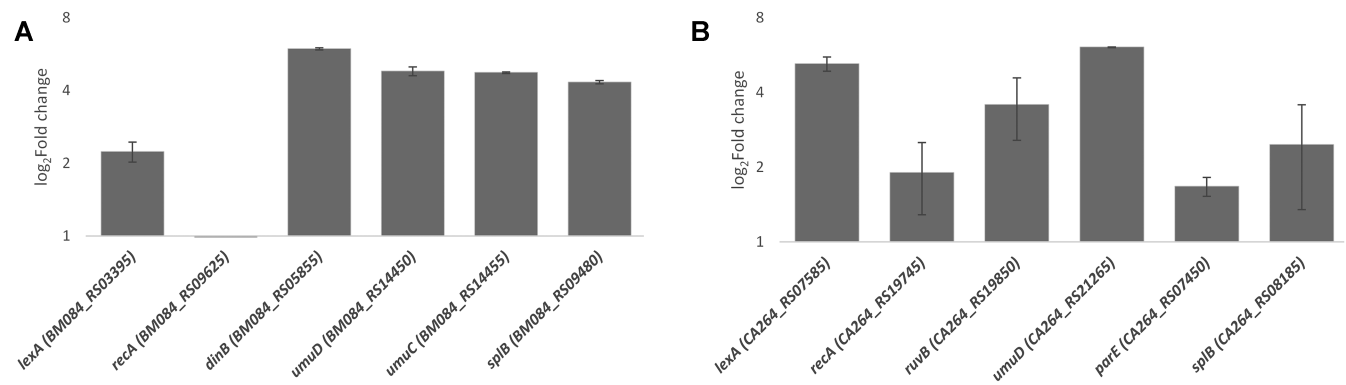 A
log2Fold change
8
4
2
1
lexA (BM084_RS03395)
recA (BM084_RS09625)
dinB (BM084_RS05855)
umuD (BM084_RS14450)
umuC (BM084_RS14455)
splB (BM084_RS09480)
B
log2Fold change
8
4
2
1
lexA (CA264_RS07585)
recA (CA264_RS19745)
ruvB (CA264_RS19850)
umuD (CA264_RS21265)
parE (CA264_RS07450)
splB (CA264_RS08185)